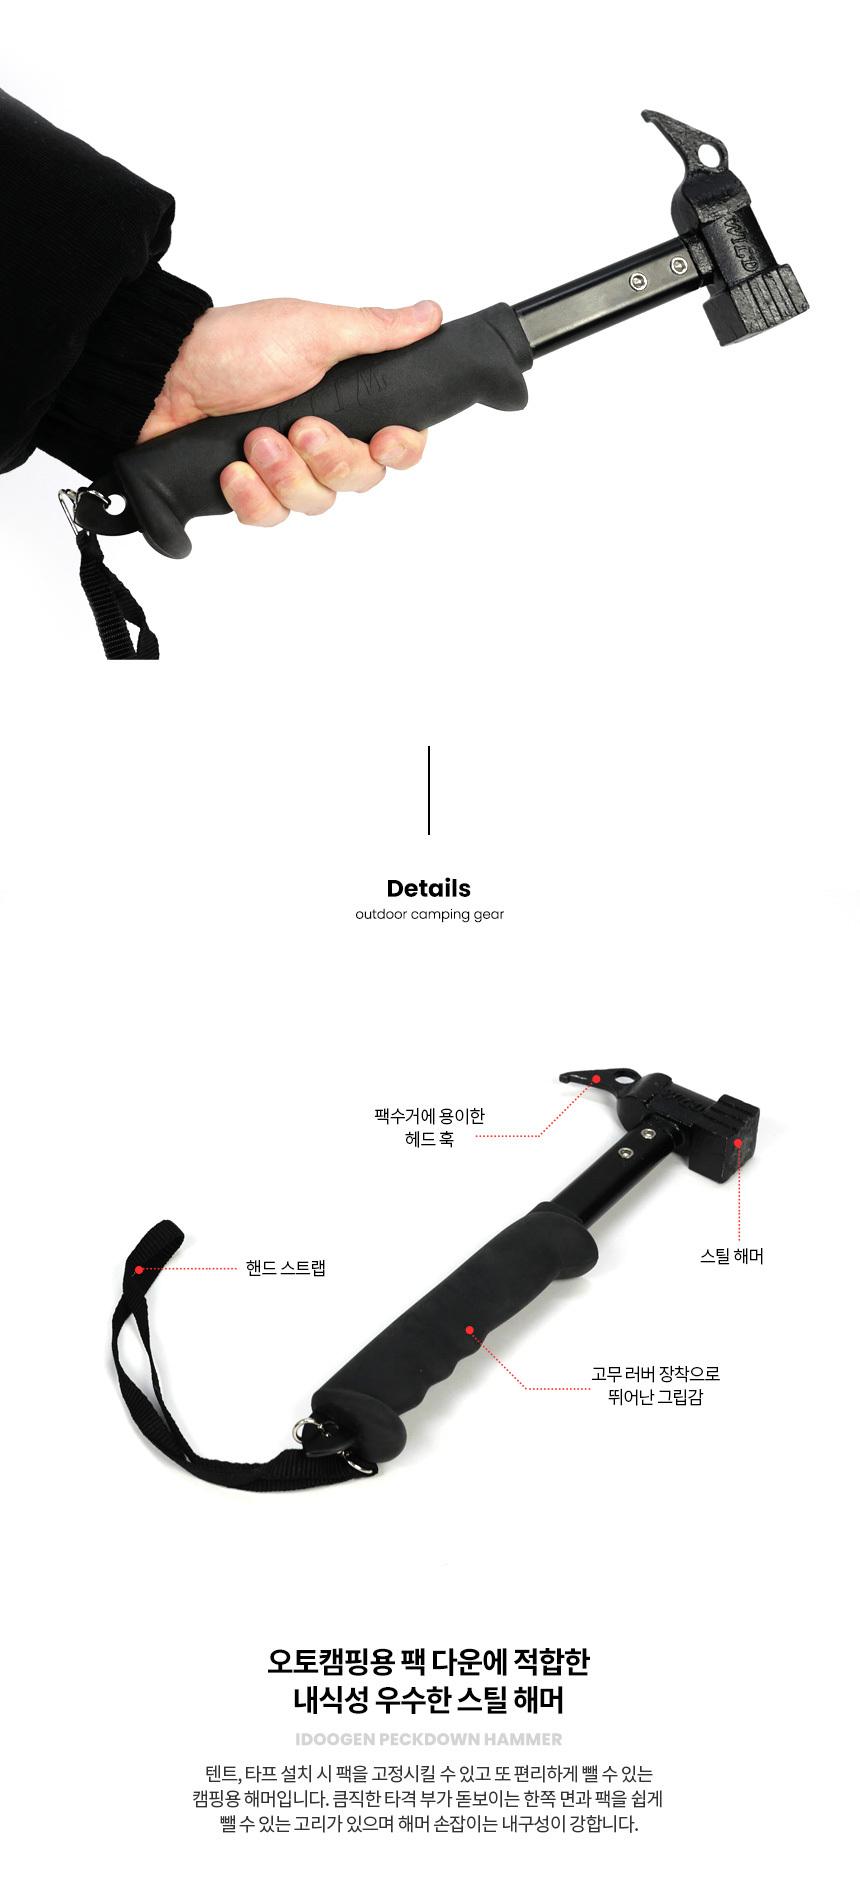 WILD
WILD
Details
outdoor camping gear
팩수거에 용이한
헤드 훅
스틸 해머
핸드 스트랩
고무 러버 장착으로
뛰어난 그립감
오토캠핑용 팩 다운에 적합한
내식성 우수한 스틸 해머
IDOOGEN PECKDOWN HAMMER
텐트, 타프 설치 시 팩을 고정시킬 수 있고 또 편리하게 뺄 수 있는
캠핑용 해머입니다. 큼직한 타격 부가 돋보이는 한쪽 면과 팩을 쉽게
뺄 수 있는 고리가 있으며 해머 손잡이는 내구성이 강합니다.